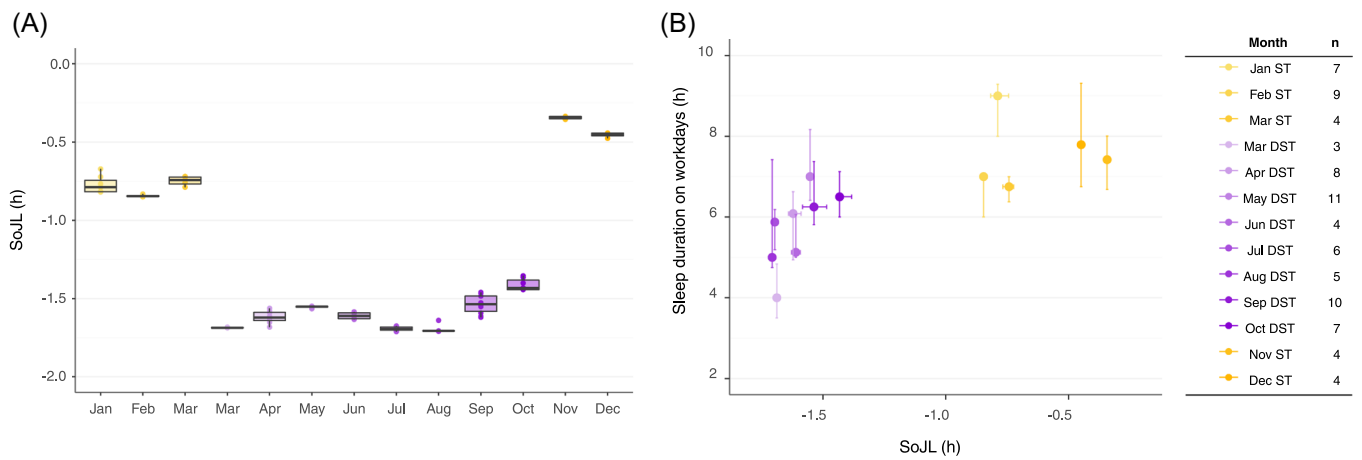 (A)
0.0
-0.5
-1.0
-1.5
-2.0
SoJL (h)
Jan Feb Mar Mar Apr May Jun Jul Aug Sep Oct Nov Dec
(B)
10
8
6
4
2
Sleep duration on workdays (h)
-1.5 -1.0 -0.5
SoJL (h)
Month n
Jan ST 7
Feb ST 9
Mar ST 4
Mar DST 3
Apr DST 8
May DST 11
Jun DST 4
Jul DST 6
Aug DST 5
Sep DST 10
Oct DST 7
Nov ST 4
Dec ST 4